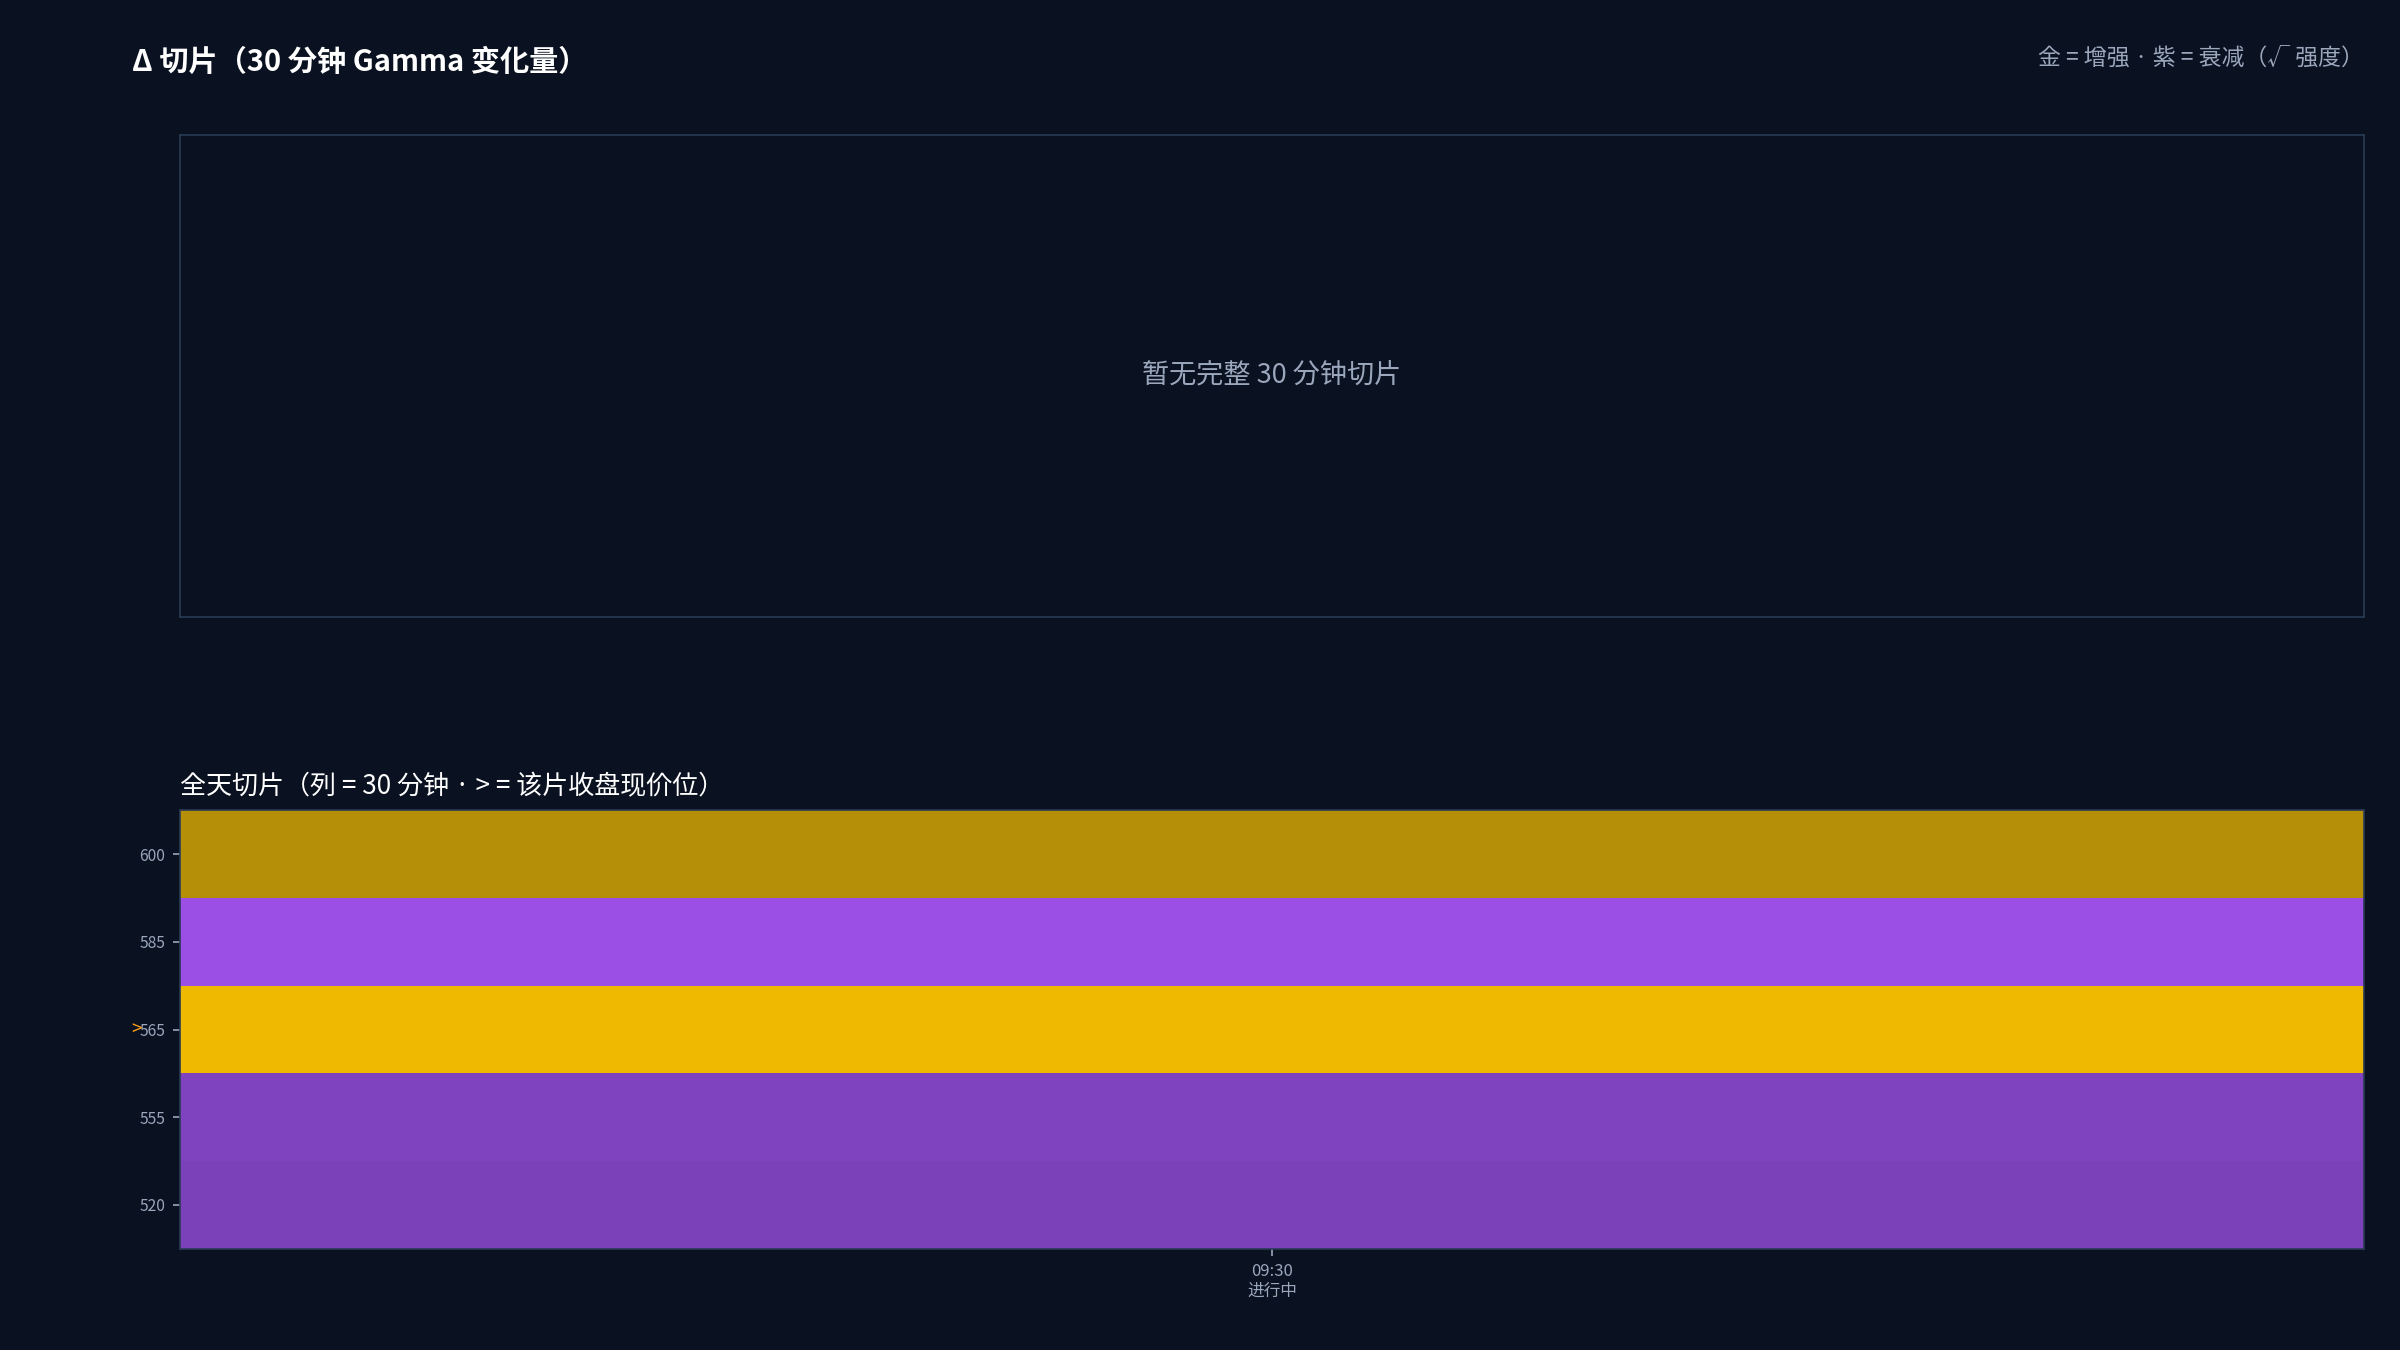 Δ 切片（30 分钟 Gamma 变化量）
金 = 增强 · 紫 = 衰减（√ 强度）
暂无完整 30 分钟切片
全天切片（列 = 30 分钟 · > = 该片收盘现价位）
600
585
>565
555
520
09:30
进行中